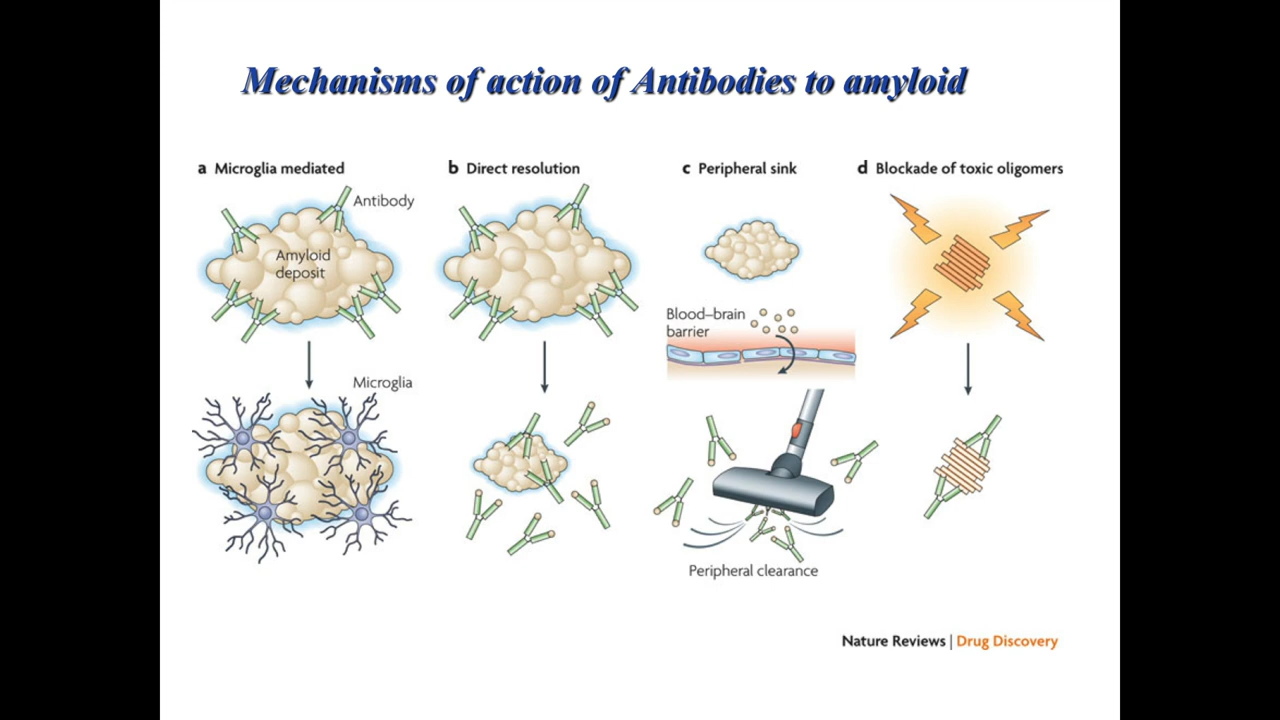 Mechanisms of action of Antibodies to amyloid
a Microglia mediated
Antibody
Amyloid
deposit
Microglia
b Direct resolution
c Peripheral sink
Blood–brain
barrier
Peripheral clearance
d Blockade of toxic oligomers
Nature Reviews | Drug Discovery